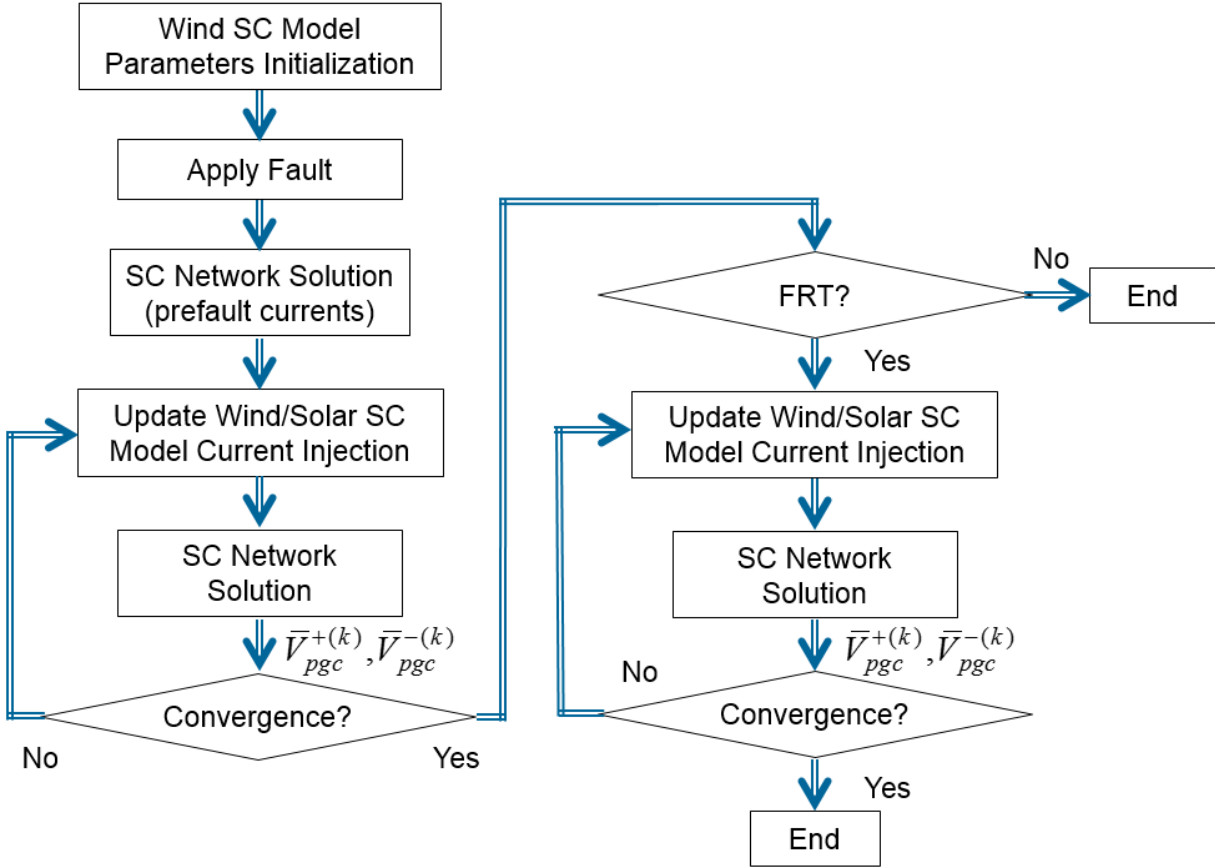 Wind SC Model
Parameters Initialization
Apply Fault
SC Network Solution
(prefault currents)
Update Wind/Solar SC
Model Current Injection
SC Network
Solution
V̅⁺⁽ᵏ⁾pgc , V̅⁻⁽ᵏ⁾pgc
Convergence?
No
Yes
FRT?
No
End
Yes
Update Wind/Solar SC
Model Current Injection
SC Network
Solution
V̅⁺⁽ᵏ⁾pgc , V̅⁻⁽ᵏ⁾pgc
No
Convergence?
Yes
End